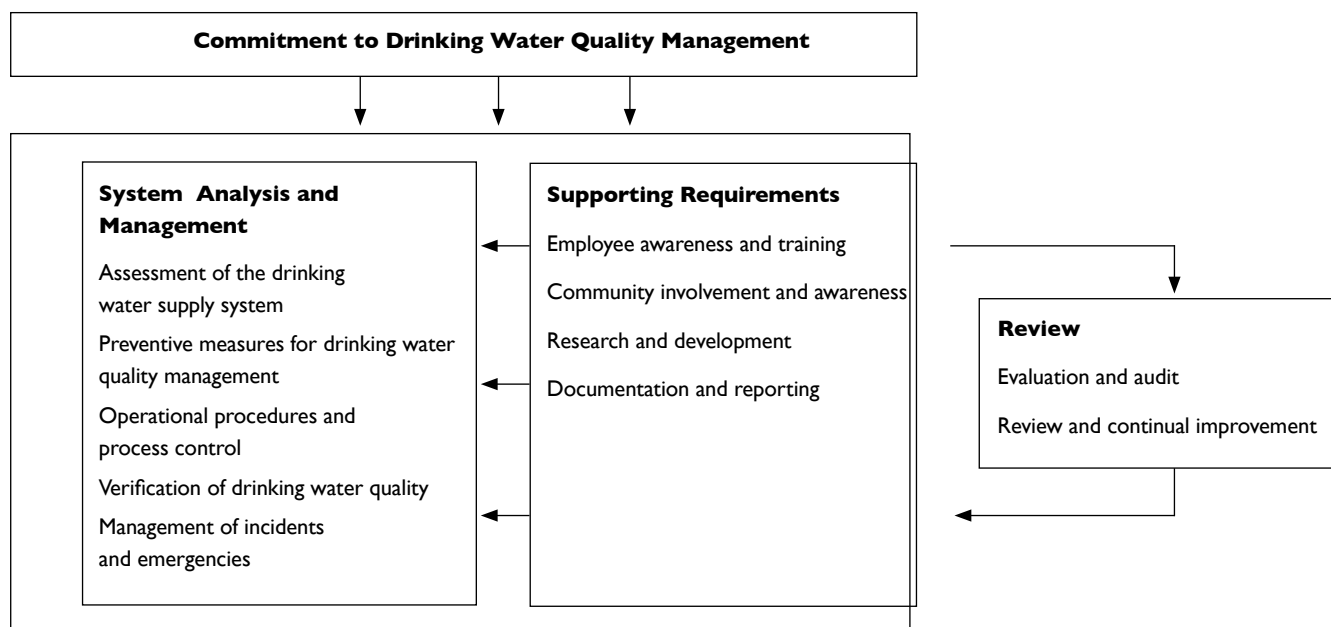 Commitment to Drinking Water Quality Management
System Analysis and
Management
Assessment of the drinking
water supply system
Preventive measures for drinking water
quality management
Operational procedures and
process control
Verification of drinking water quality
Management of incidents
and emergencies
Supporting Requirements
Employee awareness and training
Community involvement and awareness
Research and development
Documentation and reporting
Review
Evaluation and audit
Review and continual improvement